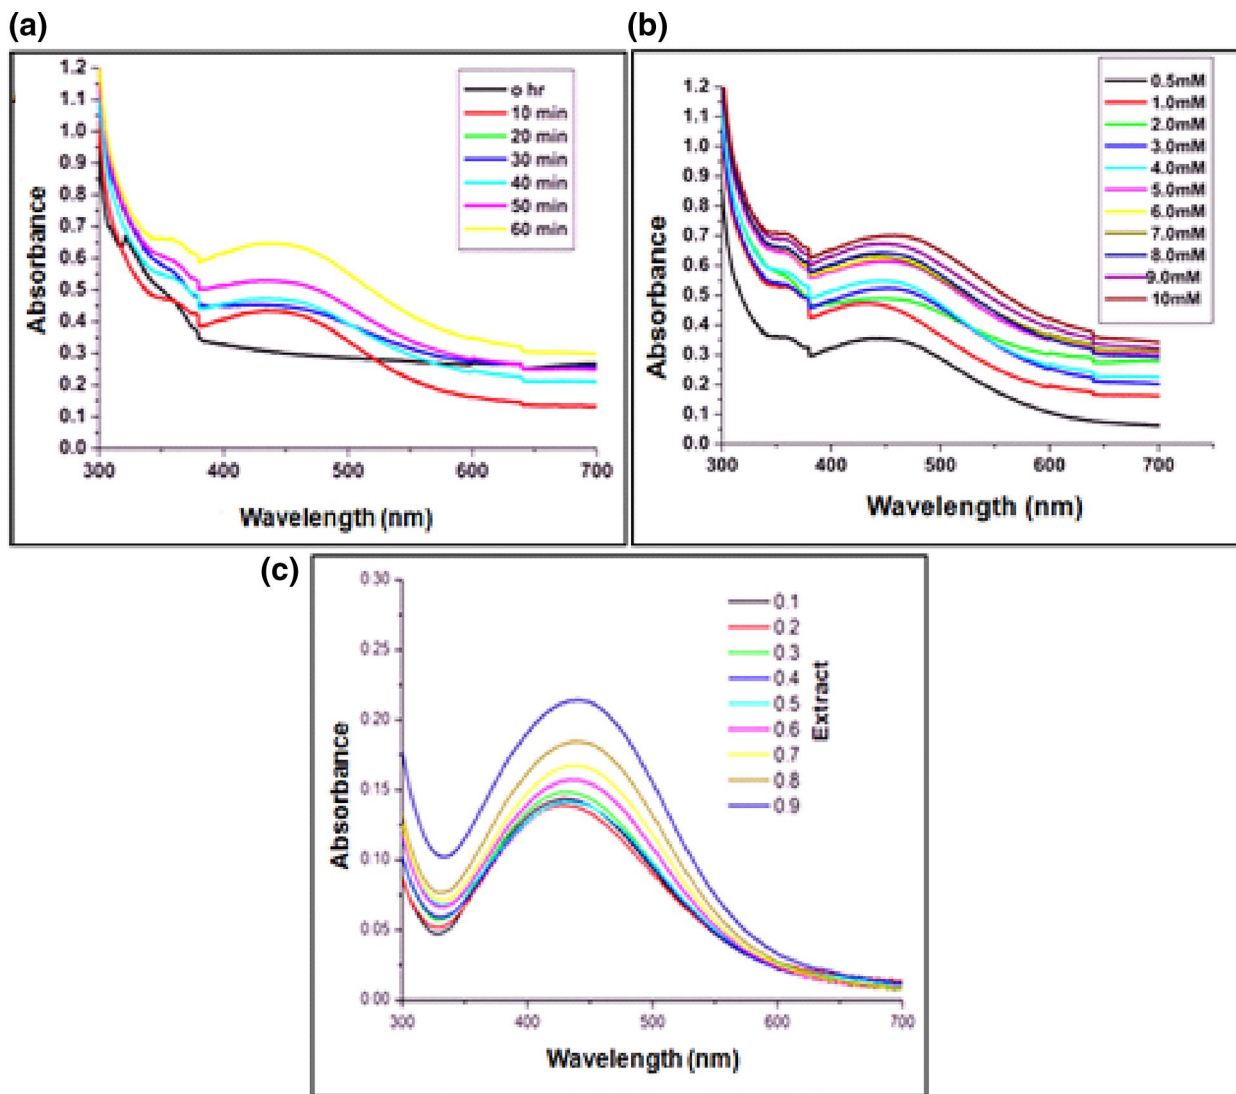 (a)
Absorbance
1.2
1.1
1.0
0.9
0.8
0.7
0.6
0.5
0.4
0.3
0.2
0.1
0.0
300
400
500
600
700
Wavelength (nm)
o hr
10 min
20 min
30 min
40 min
50 min
60 min
(b)
Absorbance
1.2
1.1
1.0
0.9
0.8
0.7
0.6
0.5
0.4
0.3
0.2
0.1
0.0
300
400
500
600
700
Wavelength (nm)
0.5mM
1.0mM
2.0mM
3.0mM
4.0mM
5.0mM
6.0mM
7.0mM
8.0mM
9.0mM
10mM
(c)
Absorbance
0.30
0.25
0.20
0.15
0.10
0.05
0.00
300
400
500
600
700
Wavelength (nm)
0.1
0.2
0.3
0.4
0.5
0.6
0.7
0.8
0.9
Extract